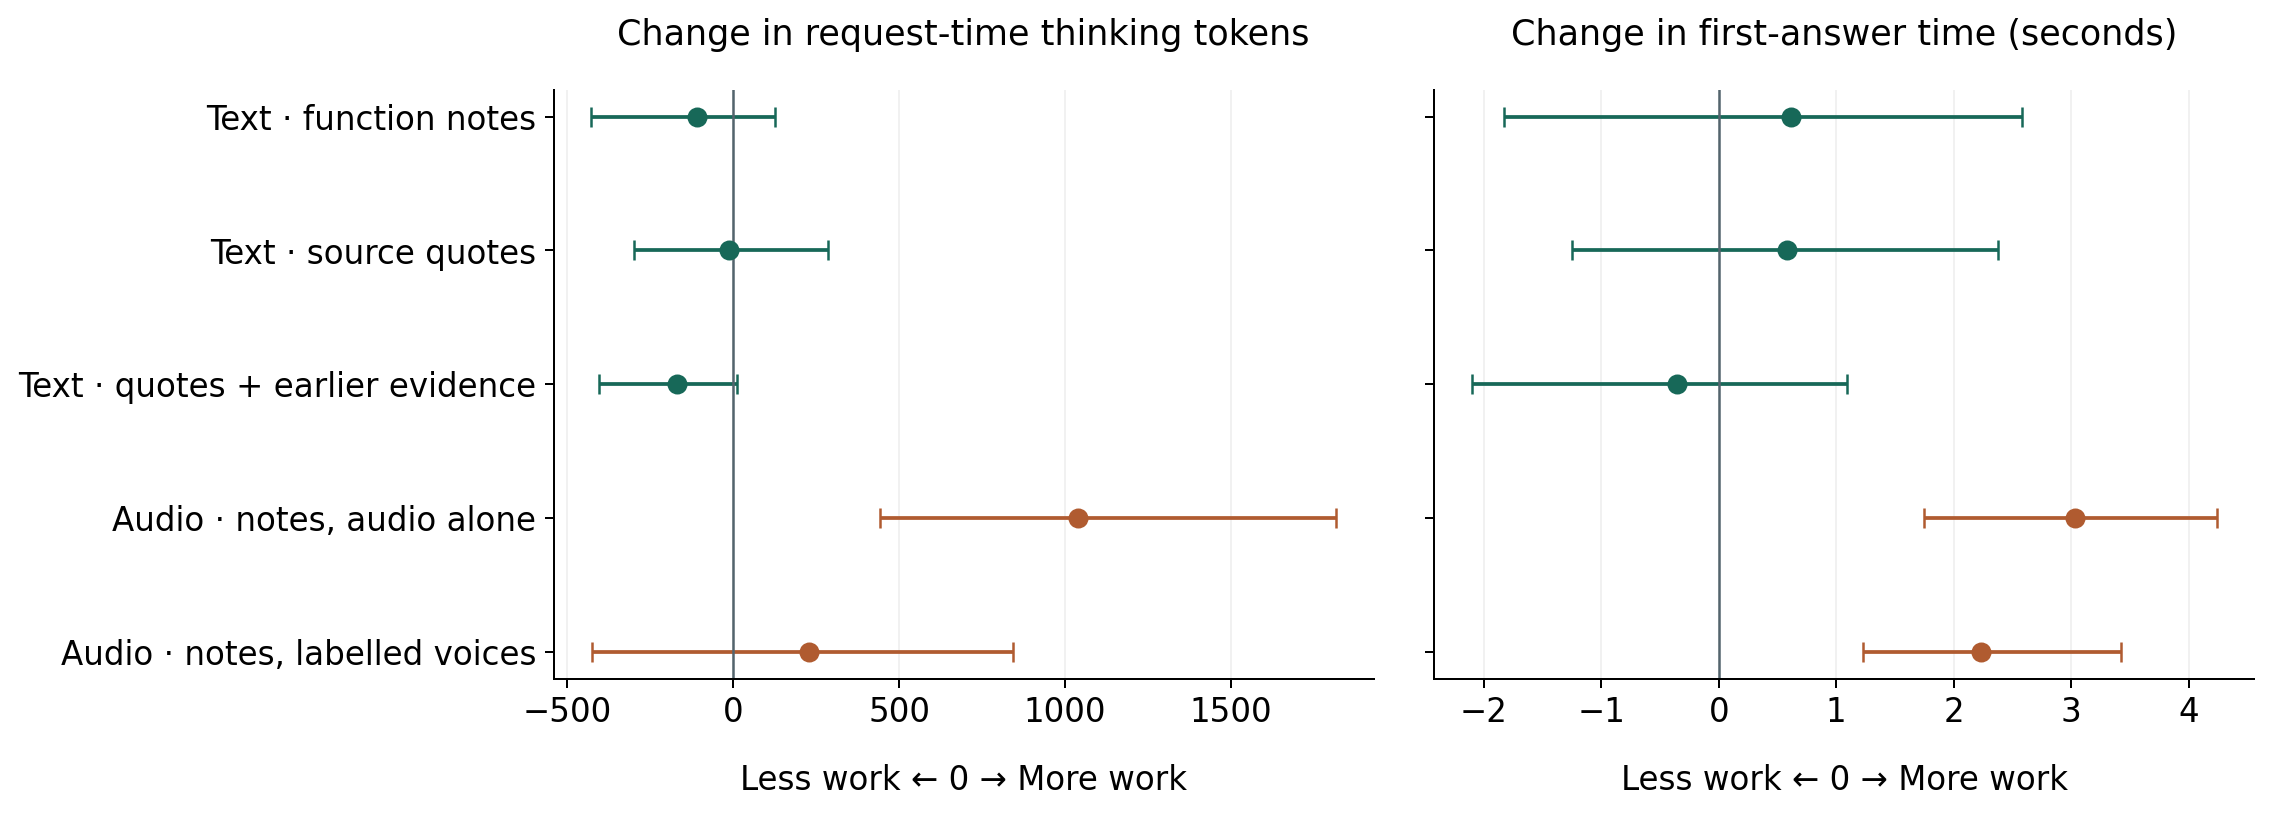 Change in request-time thinking tokens
Change in first-answer time (seconds)
Text · function notes
Text · source quotes
Text · quotes + earlier evidence
Audio · notes, audio alone
Audio · notes, labelled voices
−500 0 500 1000 1500
−2 −1 0 1 2 3 4
Less work ← 0 → More work
Less work ← 0 → More work